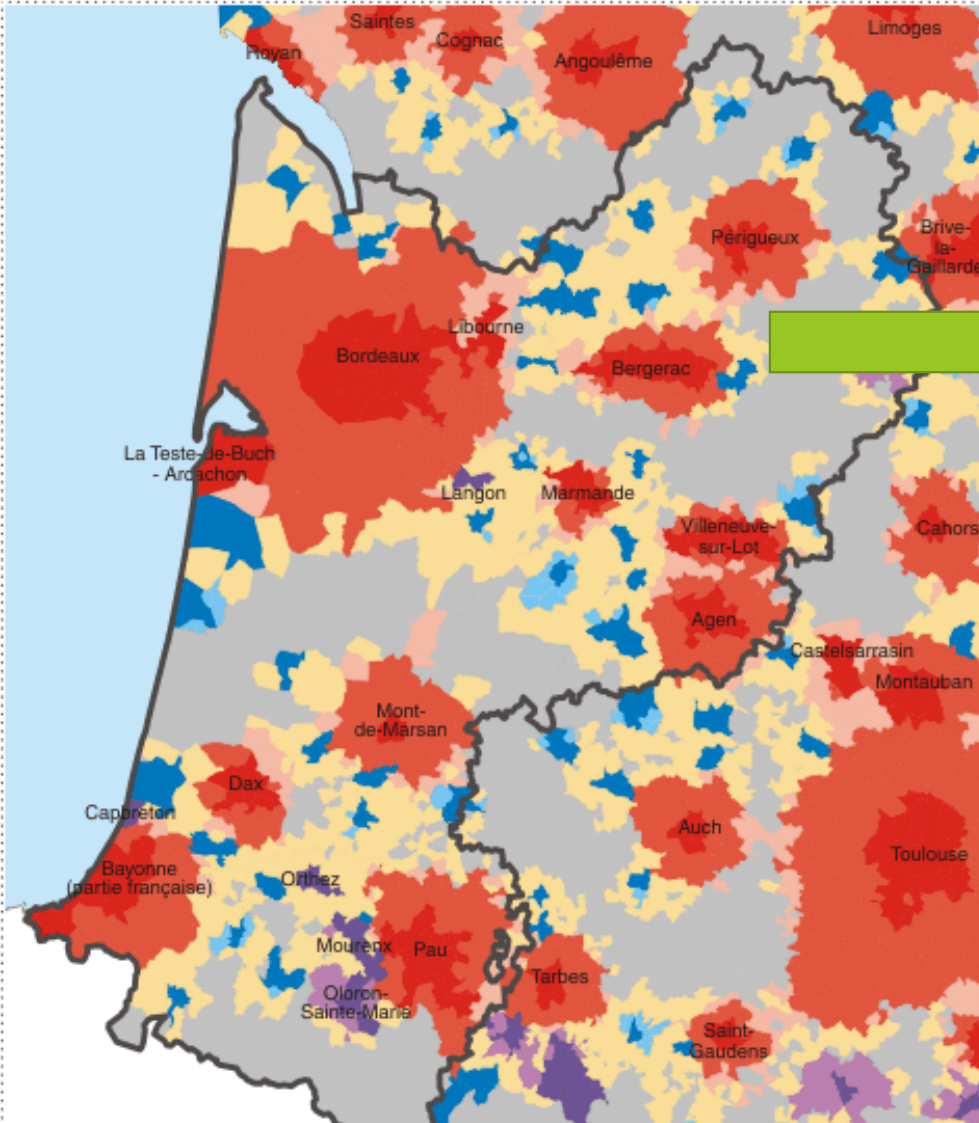 Saintes
Cognac
Limoges
Royan
Angoulême
Périgueux
Brive-
la-
Gaillarde
Libourne
Bordeaux
Bergerac
La Teste-de-Buch
- Arcachon
Langon
Marmande
Villeneuve-
sur-Lot
Cahors
Agen
Castelsarrasin
Montauban
Mont-
de-Marsan
Dax
Capbreton
Auch
Toulouse
Bayonne
(partie française)
Orthez
Mourenx
Pau
Tarbes
Oloron-
Sainte-Marie
Saint-
Gaudens